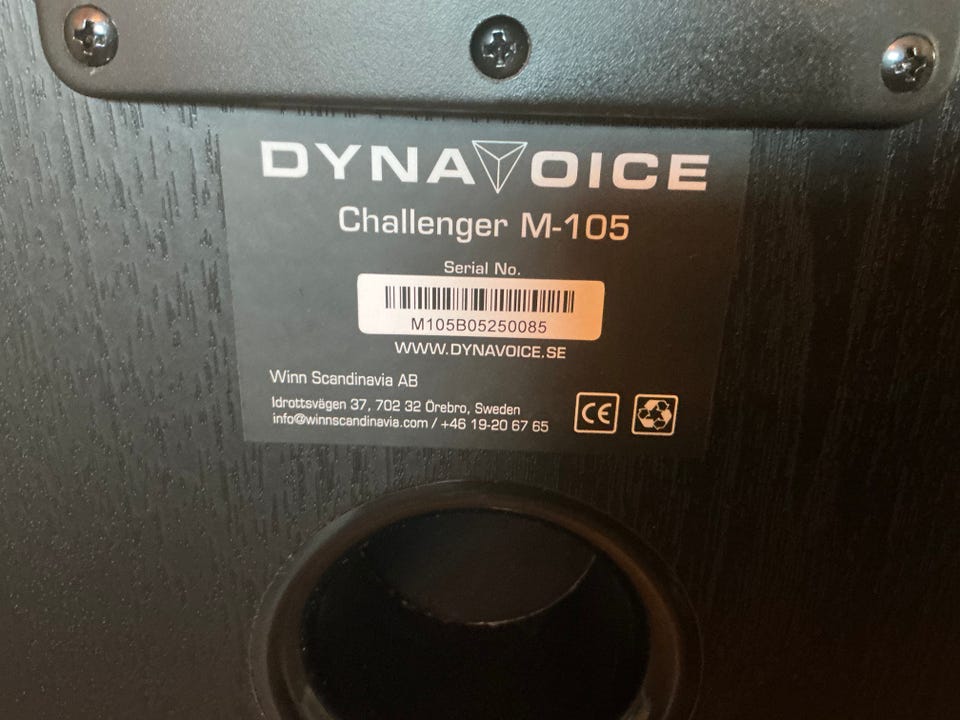 DYNAVOICE
Challenger M-105
Serial No.
M105B05250085
WWW.DYNAVOICE.SE
Winn Scandinavia AB
Idrottsvägen 37, 702 32 Örebro, Sweden
info@winnscandinavia.com / +46 19-20 67 65
CE